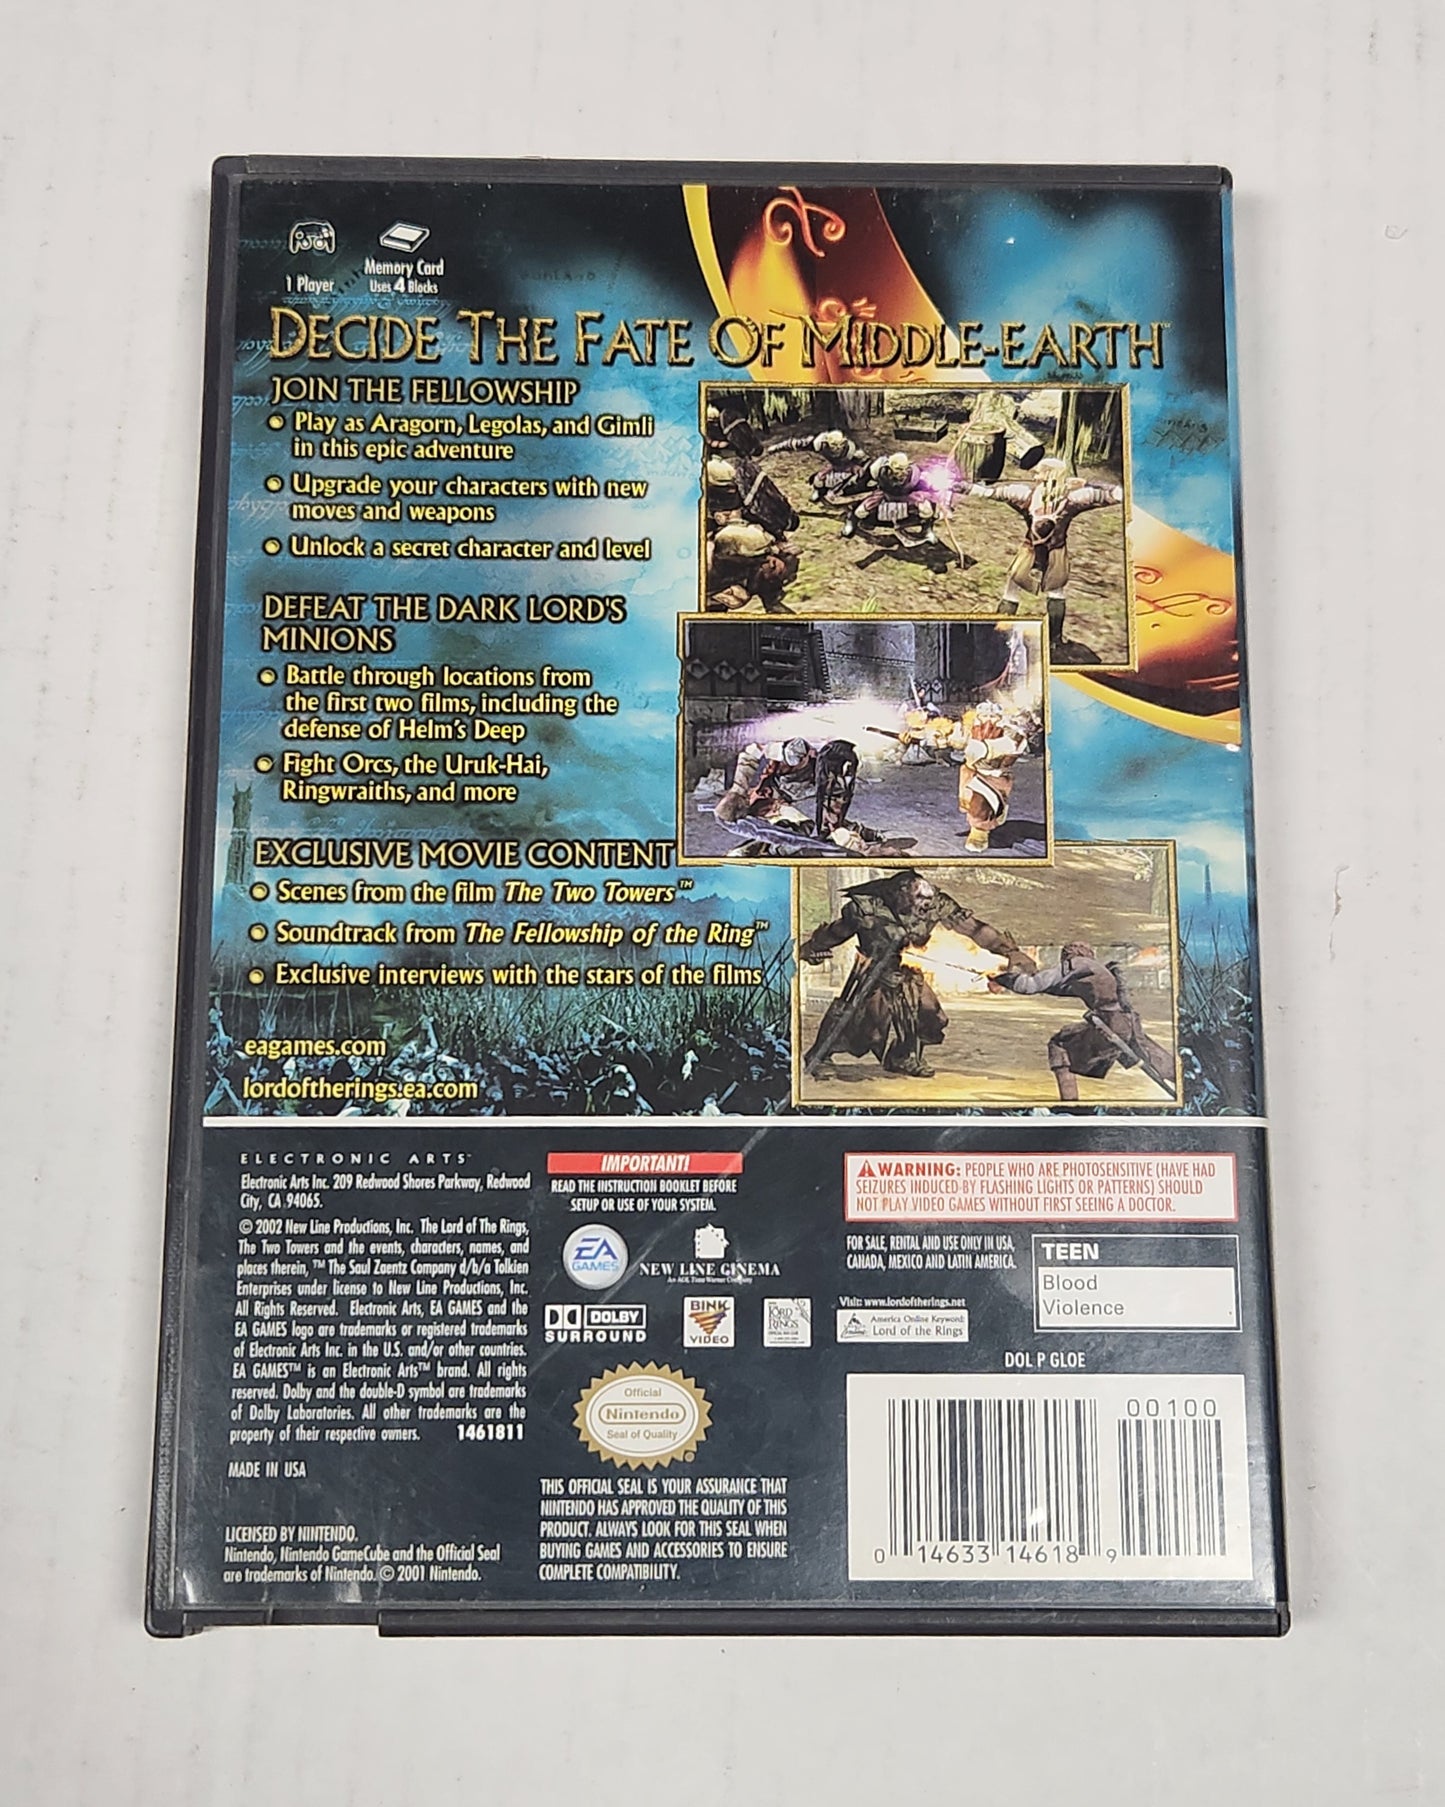 1 Player
Memory Card
Uses 4 Blocks
DECIDE THE FATE OF MIDDLE-EARTH™
JOIN THE FELLOWSHIP
Play as Aragorn, Legolas, and Gimli
in this epic adventure
Upgrade your characters with new
moves and weapons
Unlock a secret character and level
DEFEAT THE DARK LORD'S
MINIONS
Battle through locations from
the first two films, including the
defense of Helm's Deep
Fight Orcs, the Uruk-Hai,
Ringwraiths, and more
EXCLUSIVE MOVIE CONTENT
Scenes from the film The Two Towers™
Soundtrack from The Fellowship of the Ring™
Exclusive interviews with the stars of the films
eagames.com
lordoftherings.ea.com
ELECTRONIC ARTS™
Electronic Arts Inc. 209 Redwood Shores Parkway, Redwood
City, CA 94065.
© 2002 New Line Productions, Inc. The Lord of The Rings,
The Two Towers and the events, characters, names, and
places therein, ™ The Saul Zaentz Company d/b/a Tolkien
Enterprises under license to New Line Productions, Inc.
All Rights Reserved. Electronic Arts, EA GAMES and the
EA GAMES logo are trademarks or registered trademarks
of Electronic Arts Inc. in the U.S. and/or other countries.
EA GAMES™ is an Electronic Arts™ brand. All rights
reserved. Dolby and the double-D symbol are trademarks
of Dolby Laboratories. All other trademarks are the
property of their respective owners. 1461811
MADE IN USA
LICENSED BY NINTENDO.
Nintendo, Nintendo GameCube and the Official Seal
are trademarks of Nintendo. © 2001 Nintendo.
IMPORTANT!
READ THE INSTRUCTION BOOKLET BEFORE
SETUP OR USE OF YOUR SYSTEM.
EA
GAMES
NEW LINE CINEMA
An AOL Time Warner Company
DOLBY
SURROUND
BINK
VIDEO
THE
LORD
OF THE
RINGS
Official
Nintendo
Seal of Quality
THIS OFFICIAL SEAL IS YOUR ASSURANCE THAT
NINTENDO HAS APPROVED THE QUALITY OF THIS
PRODUCT. ALWAYS LOOK FOR THIS SEAL WHEN
BUYING GAMES AND ACCESSORIES TO ENSURE
COMPLETE COMPATIBILITY.
WARNING: PEOPLE WHO ARE PHOTOSENSITIVE (HAVE HAD
SEIZURES INDUCED BY FLASHING LIGHTS OR PATTERNS) SHOULD
NOT PLAY VIDEO GAMES WITHOUT FIRST SEEING A DOCTOR.
FOR SALE, RENTAL AND USE ONLY IN USA,
CANADA, MEXICO AND LATIN AMERICA.
TEEN
Blood
Violence
Visit: www.lordoftherings.net
America Online Keyword:
Lord of the Rings
DOL P GLOE
00100
0 14633 14618 9